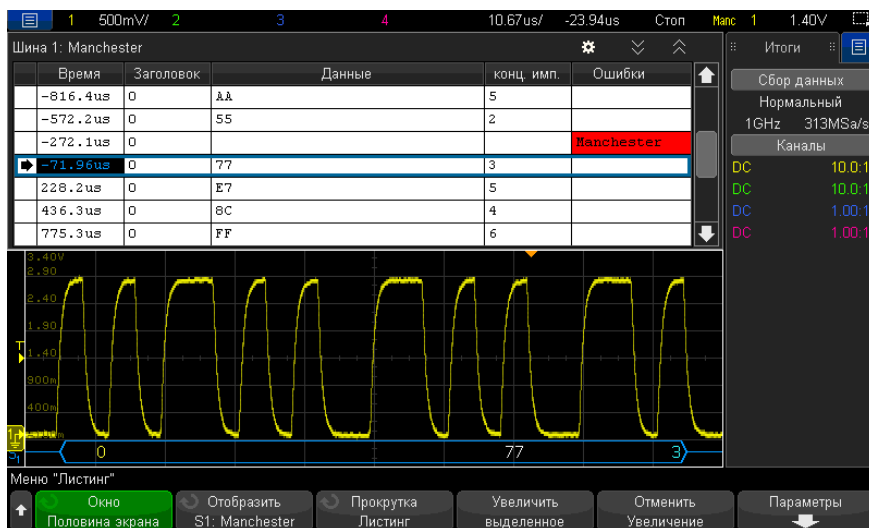 1 500mV/ 2 3 4 10.67us/ -23.94us Стоп Манс 1 1.40V
Шина 1: Manchester
Время Заголовок Данные конц. имп. Ошибки
-816.4us 0 AA 5
-572.2us 0 55 2
-272.1us 0 Manchester
-71.96us 0 77 3
228.2us 0 E7 5
436.3us 0 8C 4
775.3us 0 FF 6
Итоги
Сбор данных
Нормальный
1GHz 313MSa/s
Каналы
DC 10.0:1
DC 10.0:1
DC 1.00:1
DC 1.00:1
3.40V
2.90
2.40
1.90
T
1.40
900m
400m
1
S1 0 77 3
Меню "Листинг"
Окно
Половина экрана
Отобразить
S1: Manchester
Прокрутка
Листинг
Увеличить
выделенное
Отменить
Увеличение
Параметры